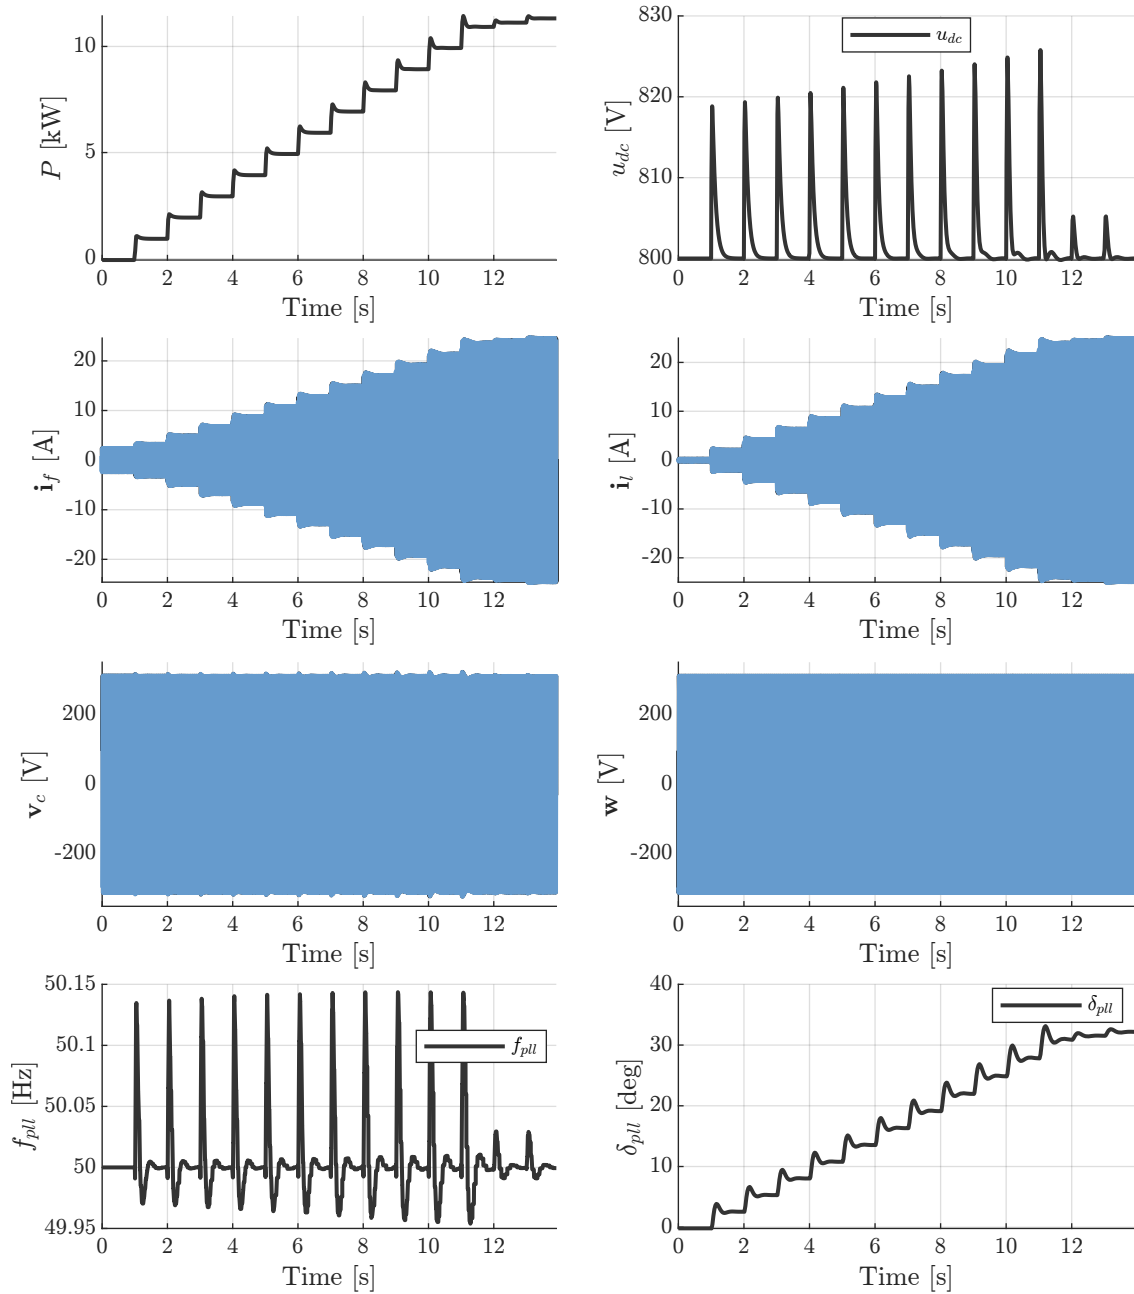 P [kW]
10
5
0
0 2 4 6 8 10 12
Time [s]
u_dc [V]
830
820
810
800
u_dc
0 2 4 6 8 10 12
Time [s]
i_f [A]
20
10
0
-10
-20
0 2 4 6 8 10 12
Time [s]
i_l [A]
20
10
0
-10
-20
0 2 4 6 8 10 12
Time [s]
v_c [V]
200
0
-200
0 2 4 6 8 10 12
Time [s]
w [V]
200
0
-200
0 2 4 6 8 10 12
Time [s]
f_pll [Hz]
50.15
50.1
50.05
50
49.95
f_pll
0 2 4 6 8 10 12
Time [s]
δ_pll [deg]
40
30
20
10
0
δ_pll
0 2 4 6 8 10 12
Time [s]